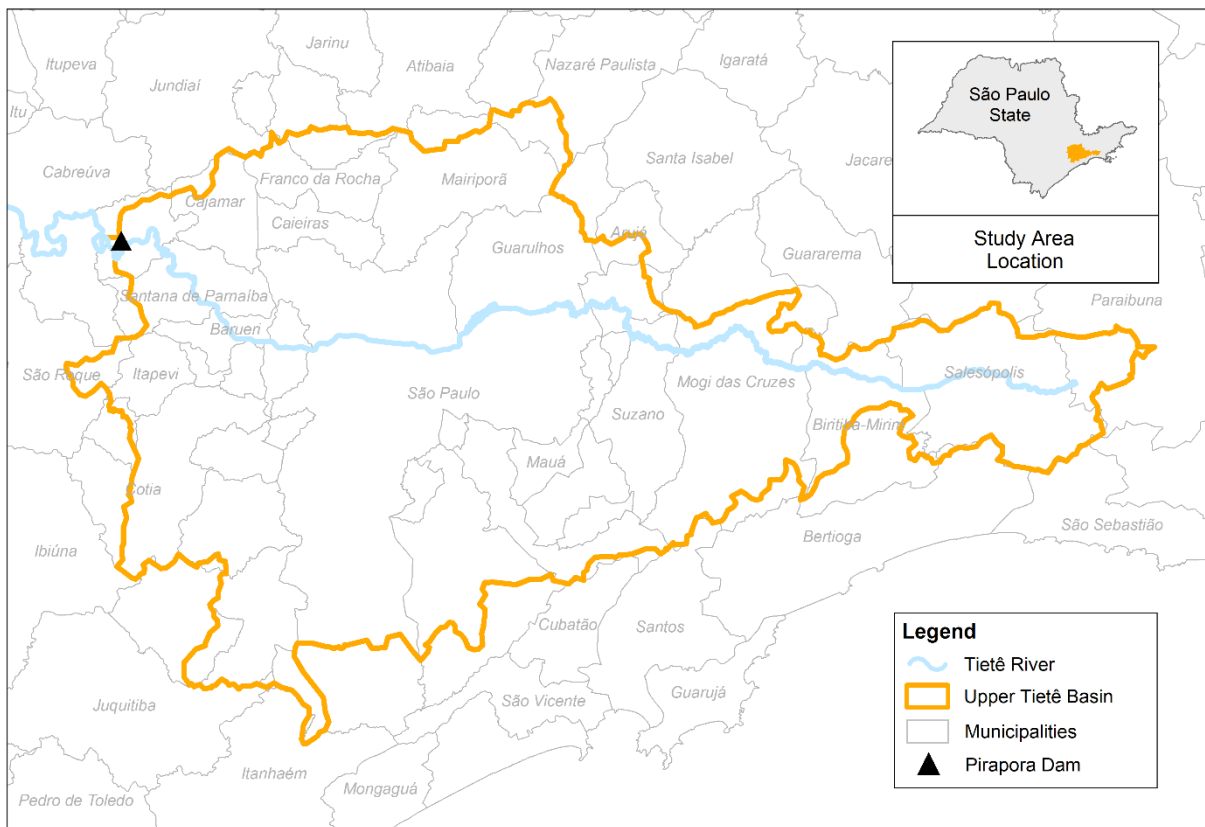 Jarinu
Itupeva
Atibaia
Nazaré Paulista
Igaratá
Jundiaí
Itu
São Paulo
State
Santa Isabel
Jacare
Cabreúva
Franco da Rocha
Mairiporã
Cajamar
Caieiras
Arujá
Guarulhos
Guararema
Study Area
Location
Santana de Parnaíba
Paraibuna
Barueri
São Roque
Itapevi
Salesópolis
Mogi das Cruzes
São Paulo
Suzano
Biritiba-Mirim
Mauá
Cotia
São Sebastião
Bertioga
Ibiúna
Cubatão
Santos
Legend
Tietê River
Guarujá
São Vicente
Upper Tietê Basin
Juquitiba
Municipalities
Pirapora Dam
Itanhaém
Mongaguá
Pedro de Toledo